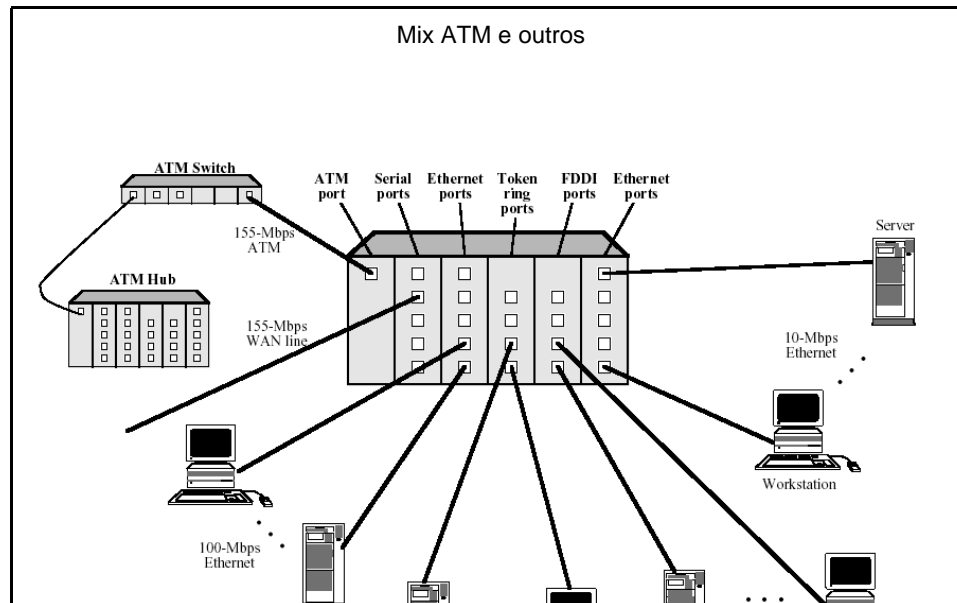 Mix ATM e outros
ATM Switch
ATM
port
Serial
ports
Ethernet
ports
Token
ring
ports
FDDI
ports
Ethernet
ports
155-Mbps
ATM
Server
ATM Hub
155-Mbps
WAN line
10-Mbps
Ethernet
Workstation
100-Mbps
Ethernet